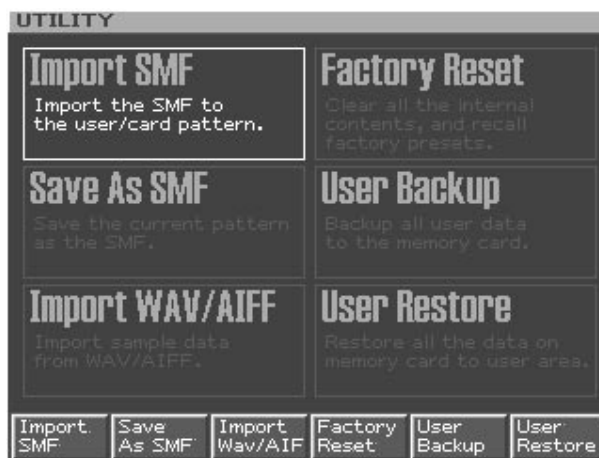 UTILITY
Import SMF
Import the SMF to
the user/card pattern.
Factory Reset
Clear all the internal
contents, and recall
factory presets.
Save As SMF
Save the current pattern
as the SMF.
User Backup
Backup all user data
to the memory card.
Import WAV/AIFF
Import sample data
from WAV/AIFF.
User Restore
Restore all the data on
memory card to user area.
Import SMF
Save As SMF
Import Wav/AIF
Factory Reset
User Backup
User Restore